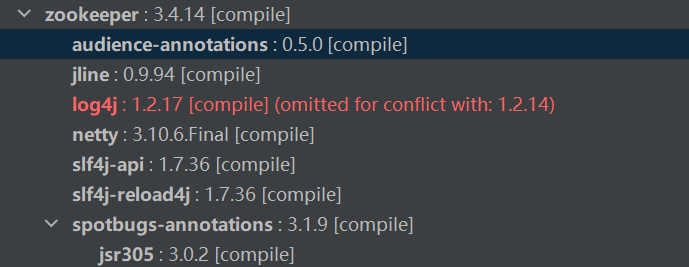 zookeeper : 3.4.14 [compile]
audience-annotations : 0.5.0 [compile]
jline : 0.9.94 [compile]
log4j : 1.2.17 [compile] (omitted for conflict with: 1.2.14)
netty : 3.10.6.Final [compile]
slf4j-api : 1.7.36 [compile]
slf4j-reload4j : 1.7.36 [compile]
spotbugs-annotations : 3.1.9 [compile]
jsr305 : 3.0.2 [compile]